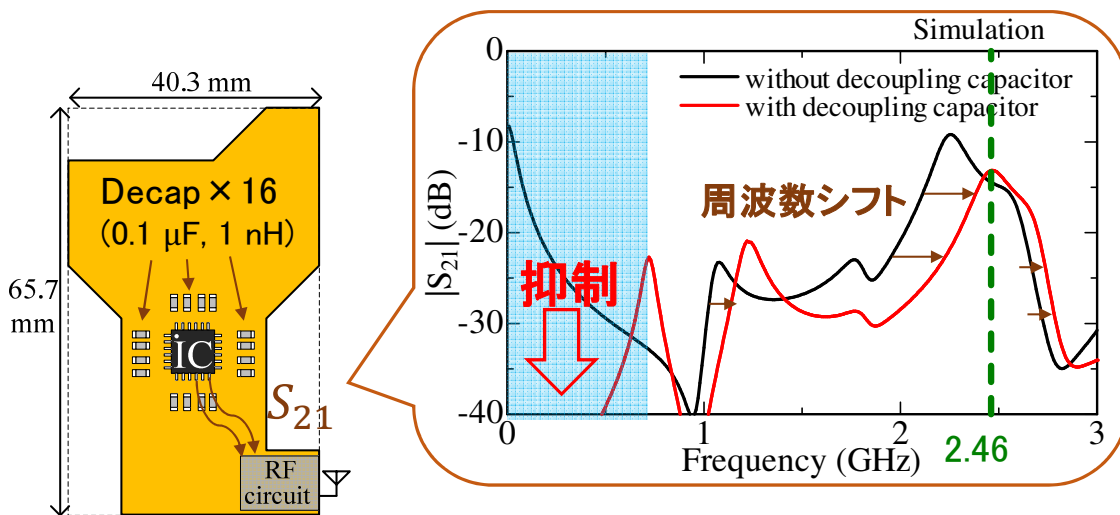 40.3 mm
Decap×16
(0.1 μF, 1 nH)
65.7
mm
IC
S21
RF
circuit
Simulation
without decoupling capacitor
with decoupling capacitor
周波数シフト
抑制
|S21| (dB)
0
-10
-20
-30
-40
0
1
2
3
2.46
Frequency (GHz)